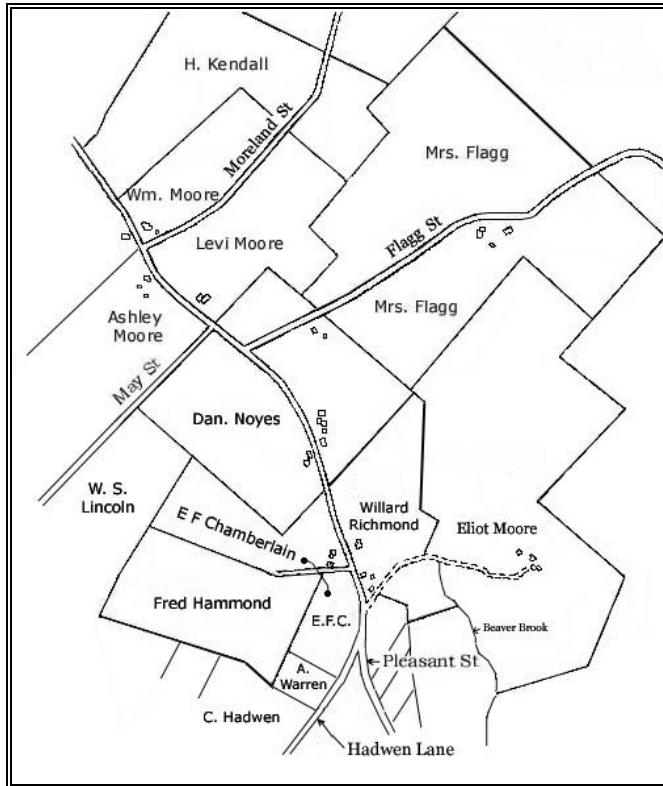 H. Kendall
Moreland St
Mrs. Flagg
Wm. Moore
Levi Moore
Flagg St
Ashley
Moore
Mrs. Flagg
May St
Dan. Noyes
W. S.
Lincoln
E F Chamberlain
Willard
Richmond
Eliot Moore
Fred Hammond
E.F.C.
Beaver Brook
Pleasant St
A.
Warren
C. Hadwen
Hadwen Lane